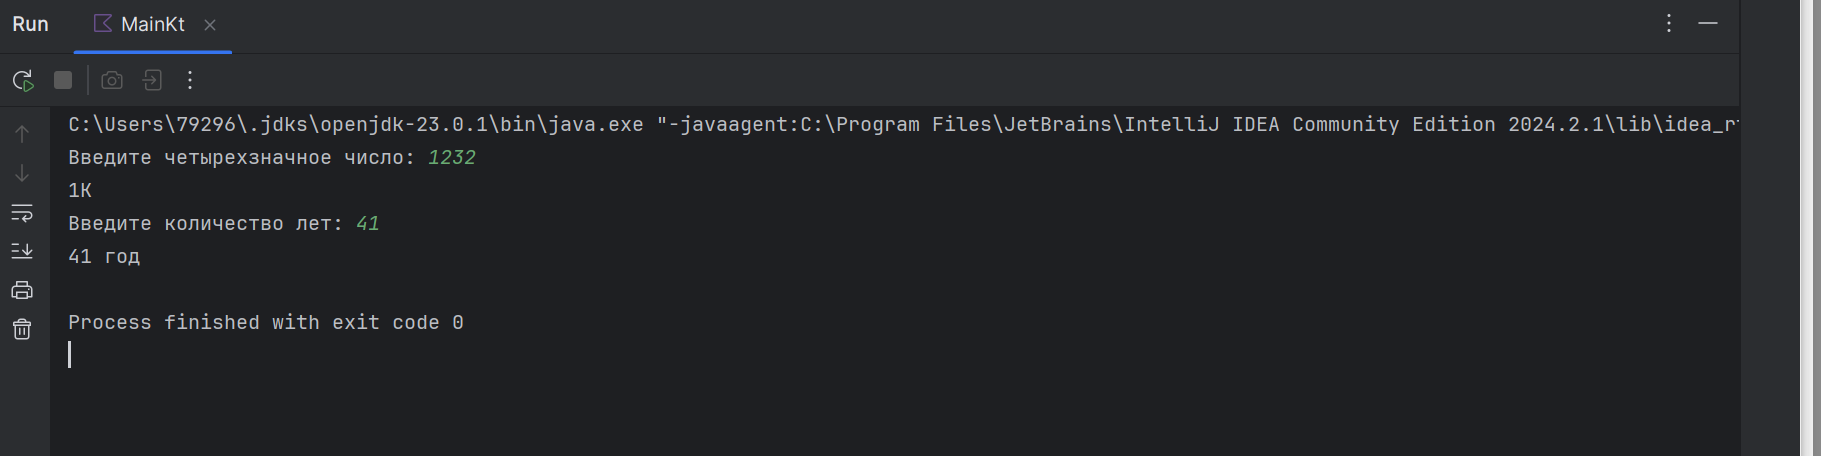 Run MainKt
C:\Users\79296\.jdks\openjdk-23.0.1\bin\java.exe "-javaagent:C:\Program Files\JetBrains\IntelliJ IDEA Community Edition 2024.2.1\lib\idea_r
Введите четырехзначное число: 1232
1K
Введите количество лет: 41
41 год
Process finished with exit code 0